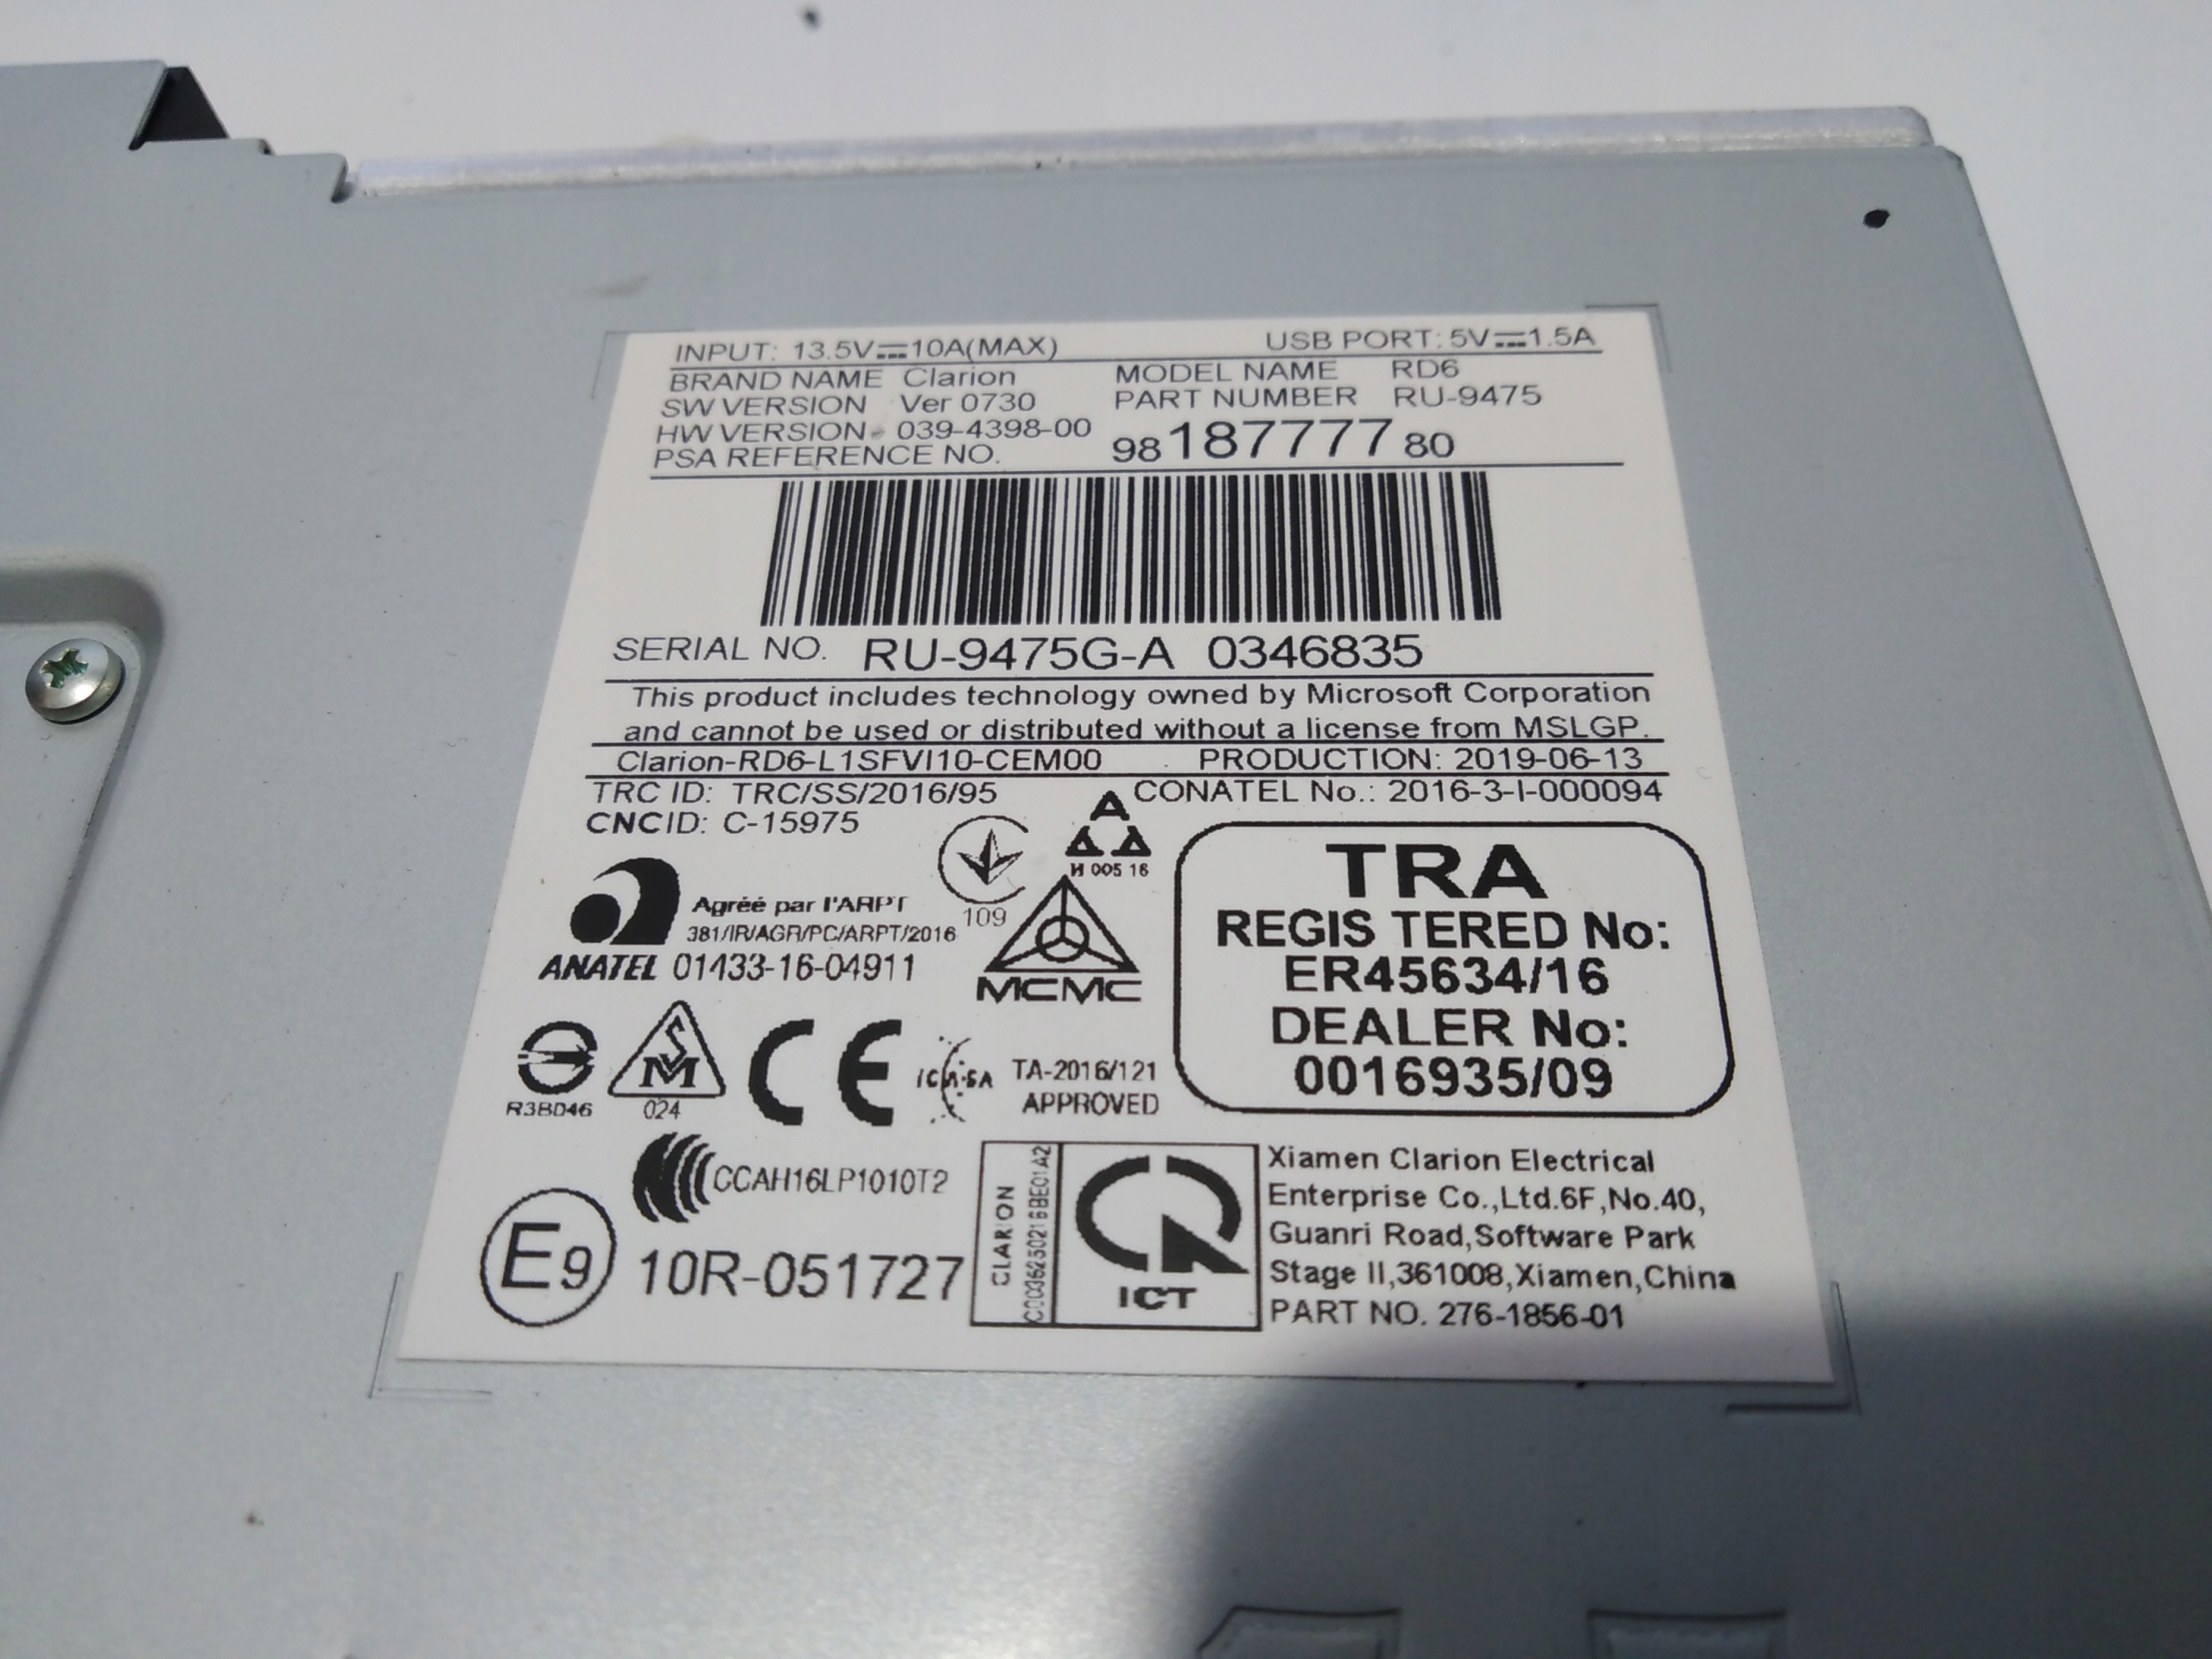 INPUT: 13.5V⎓10A(MAX) USB PORT: 5V⎓1.5A
BRAND NAME Clarion MODEL NAME RD6
SW VERSION Ver 0730 PART NUMBER RU-9475
HW VERSION 039-4398-00
PSA REFERENCE NO. 98 187777 80
SERIAL NO. RU-9475G-A 0346835
This product includes technology owned by Microsoft Corporation
and cannot be used or distributed without a license from MSLGP.
Clarion-RD6-L1SFVI10-CEM00 PRODUCTION: 2019-06-13
TRC ID: TRC/SS/2016/95 CONATEL No.: 2016-3-I-000094
CNC ID: C-15975
H 005 16
Agréé par l'ARPT
381/IR/AGR/PC/ARPT/2016
109
ANATEL 01433-16-04911
MCMC
TRA
REGIS TERED No:
ER45634/16
DEALER No:
0016935/09
R3BD46
SM
024
CE
ICASA
TA-2016/121
APPROVED
CCAH16LP1010T2
E9 10R-051727
CLARION
ICT
Xiamen Clarion Electrical
Enterprise Co.,Ltd.6F,No.40,
Guanri Road,Software Park
Stage II,361008,Xiamen,China
PART NO. 276-1856-01